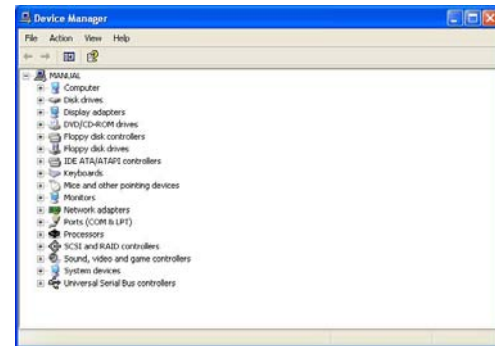 Device Manager
File Action View Help
MANUAL
Computer
Disk drives
Display adapters
DVD/CD-ROM drives
Floppy disk controllers
Floppy disk drives
IDE ATA/ATAPI controllers
Keyboards
Mice and other pointing devices
Monitors
Network adapters
Ports (COM & LPT)
Processors
SCSI and RAID controllers
Sound, video and game controllers
System devices
Universal Serial Bus controllers